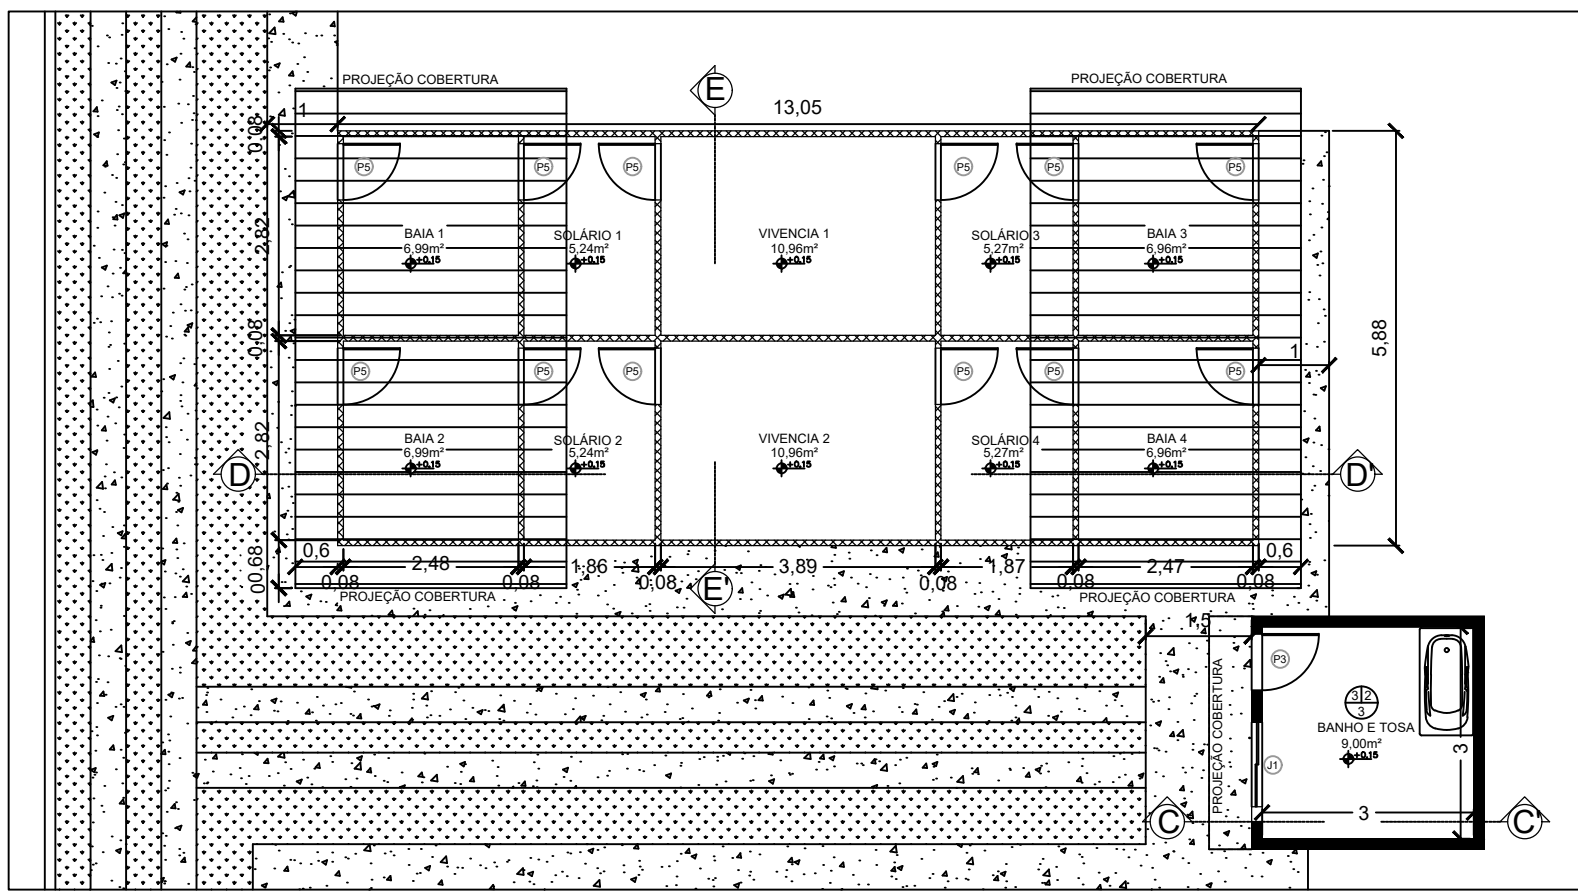 PROJEÇÃO COBERTURA
E
PROJEÇÃO COBERTURA
1
13,05
0,08
P5
P5
P5
P5
P5
P5
2,82
BAIA 1
6,99m²
+0.15
SOLÁRIO 1
5,24m²
+0.15
VIVENCIA 1
10,96m²
+0.15
SOLÁRIO 3
5,27m²
+0.15
BAIA 3
6,96m²
+0.15
5,88
0,08
1
P5
P5
P5
P5
P5
P5
2,82
BAIA 2
6,99m²
+0.15
SOLÁRIO 2
5,24m²
+0.15
VIVENCIA 2
10,96m²
+0.15
SOLÁRIO 4
5,27m²
+0.15
BAIA 4
6,96m²
+0.15
D
D'
0,68
0,6
2,48
1,86
3,89
1,87
2,47
0,6
0,08
0,08
0,08
0,08
0,08
0,08
E'
PROJEÇÃO COBERTURA
PROJEÇÃO COBERTURA
1,5
PROJEÇÃO COBERTURA
P3
3 2
3
BANHO E TOSA
9,00m²
+0.15
J1
3
3
C
C'